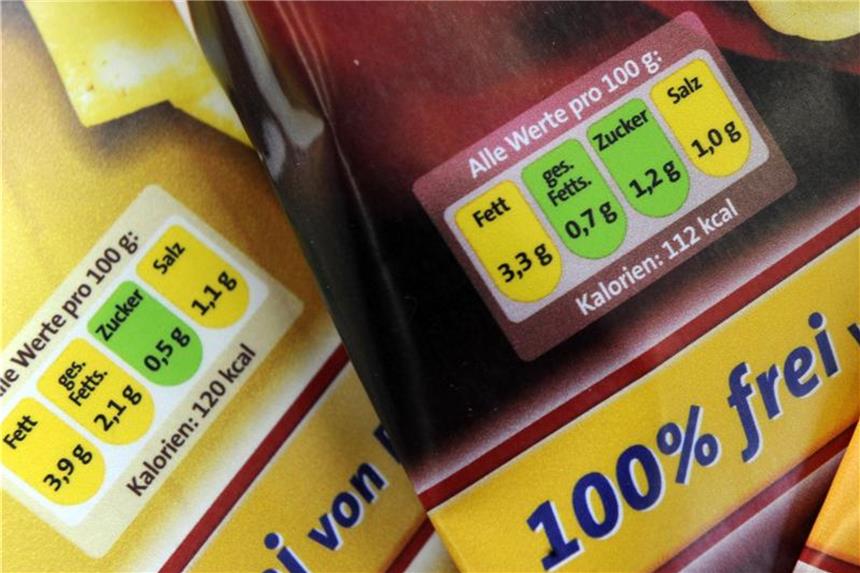 Alle Werte pro 100 g:
Fett
3,9 g
ges.
Fetts.
2,1 g
Zucker
0,5 g
Salz
1,1 g
Kalorien: 120 kcal
frei von
Alle Werte pro 100 g:
Fett
3,3 g
ges.
Fetts.
0,7 g
Zucker
1,2 g
Salz
1,0 g
Kalorien: 112 kcal
100% frei